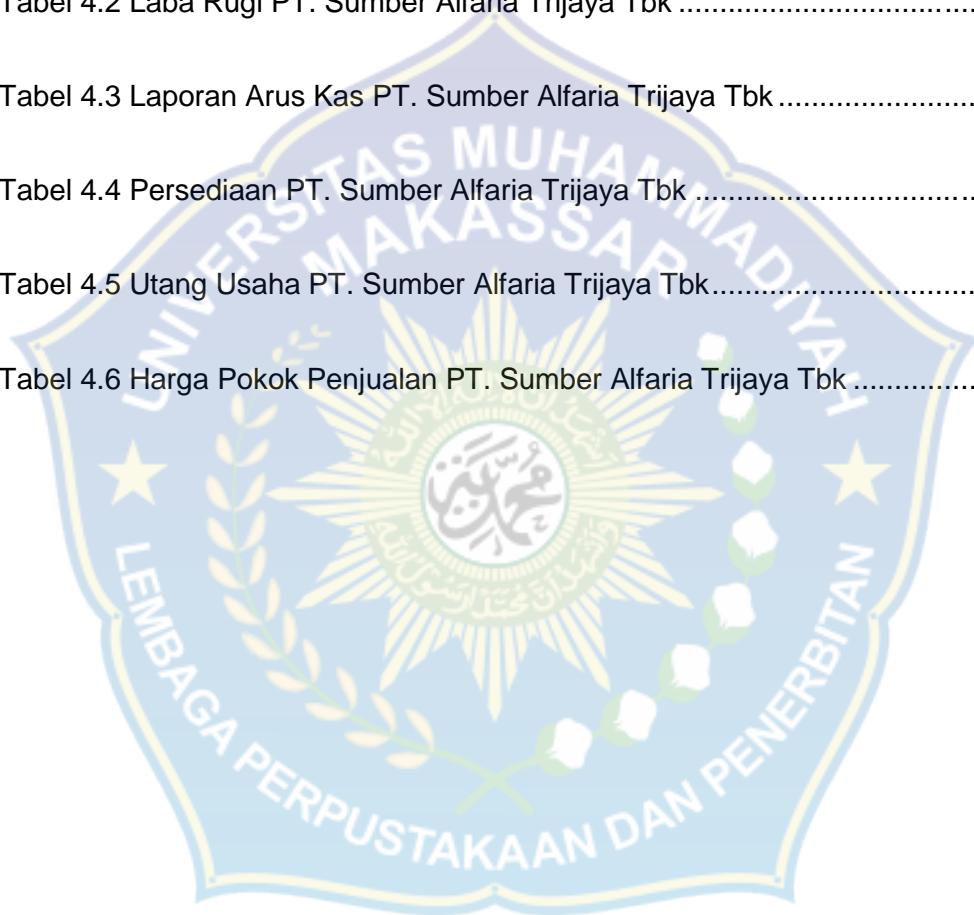 Tabel 4.2 Laba Rugi PT. Sumber Alfaria Trijaya Tbk ....................................
Tabel 4.3 Laporan Arus Kas PT. Sumber Alfaria Trijaya Tbk ........................
Tabel 4.4 Persediaan PT. Sumber Alfaria Trijaya Tbk ..................................
Tabel 4.5 Utang Usaha PT. Sumber Alfaria Trijaya Tbk................................
Tabel 4.6 Harga Pokok Penjualan PT. Sumber Alfaria Trijaya Tbk ...............
UNIVERSITAS MUHAMMADIYAH
MAKASSAR
LEMBAGA PERPUSTAKAAN DAN PENERBITAN